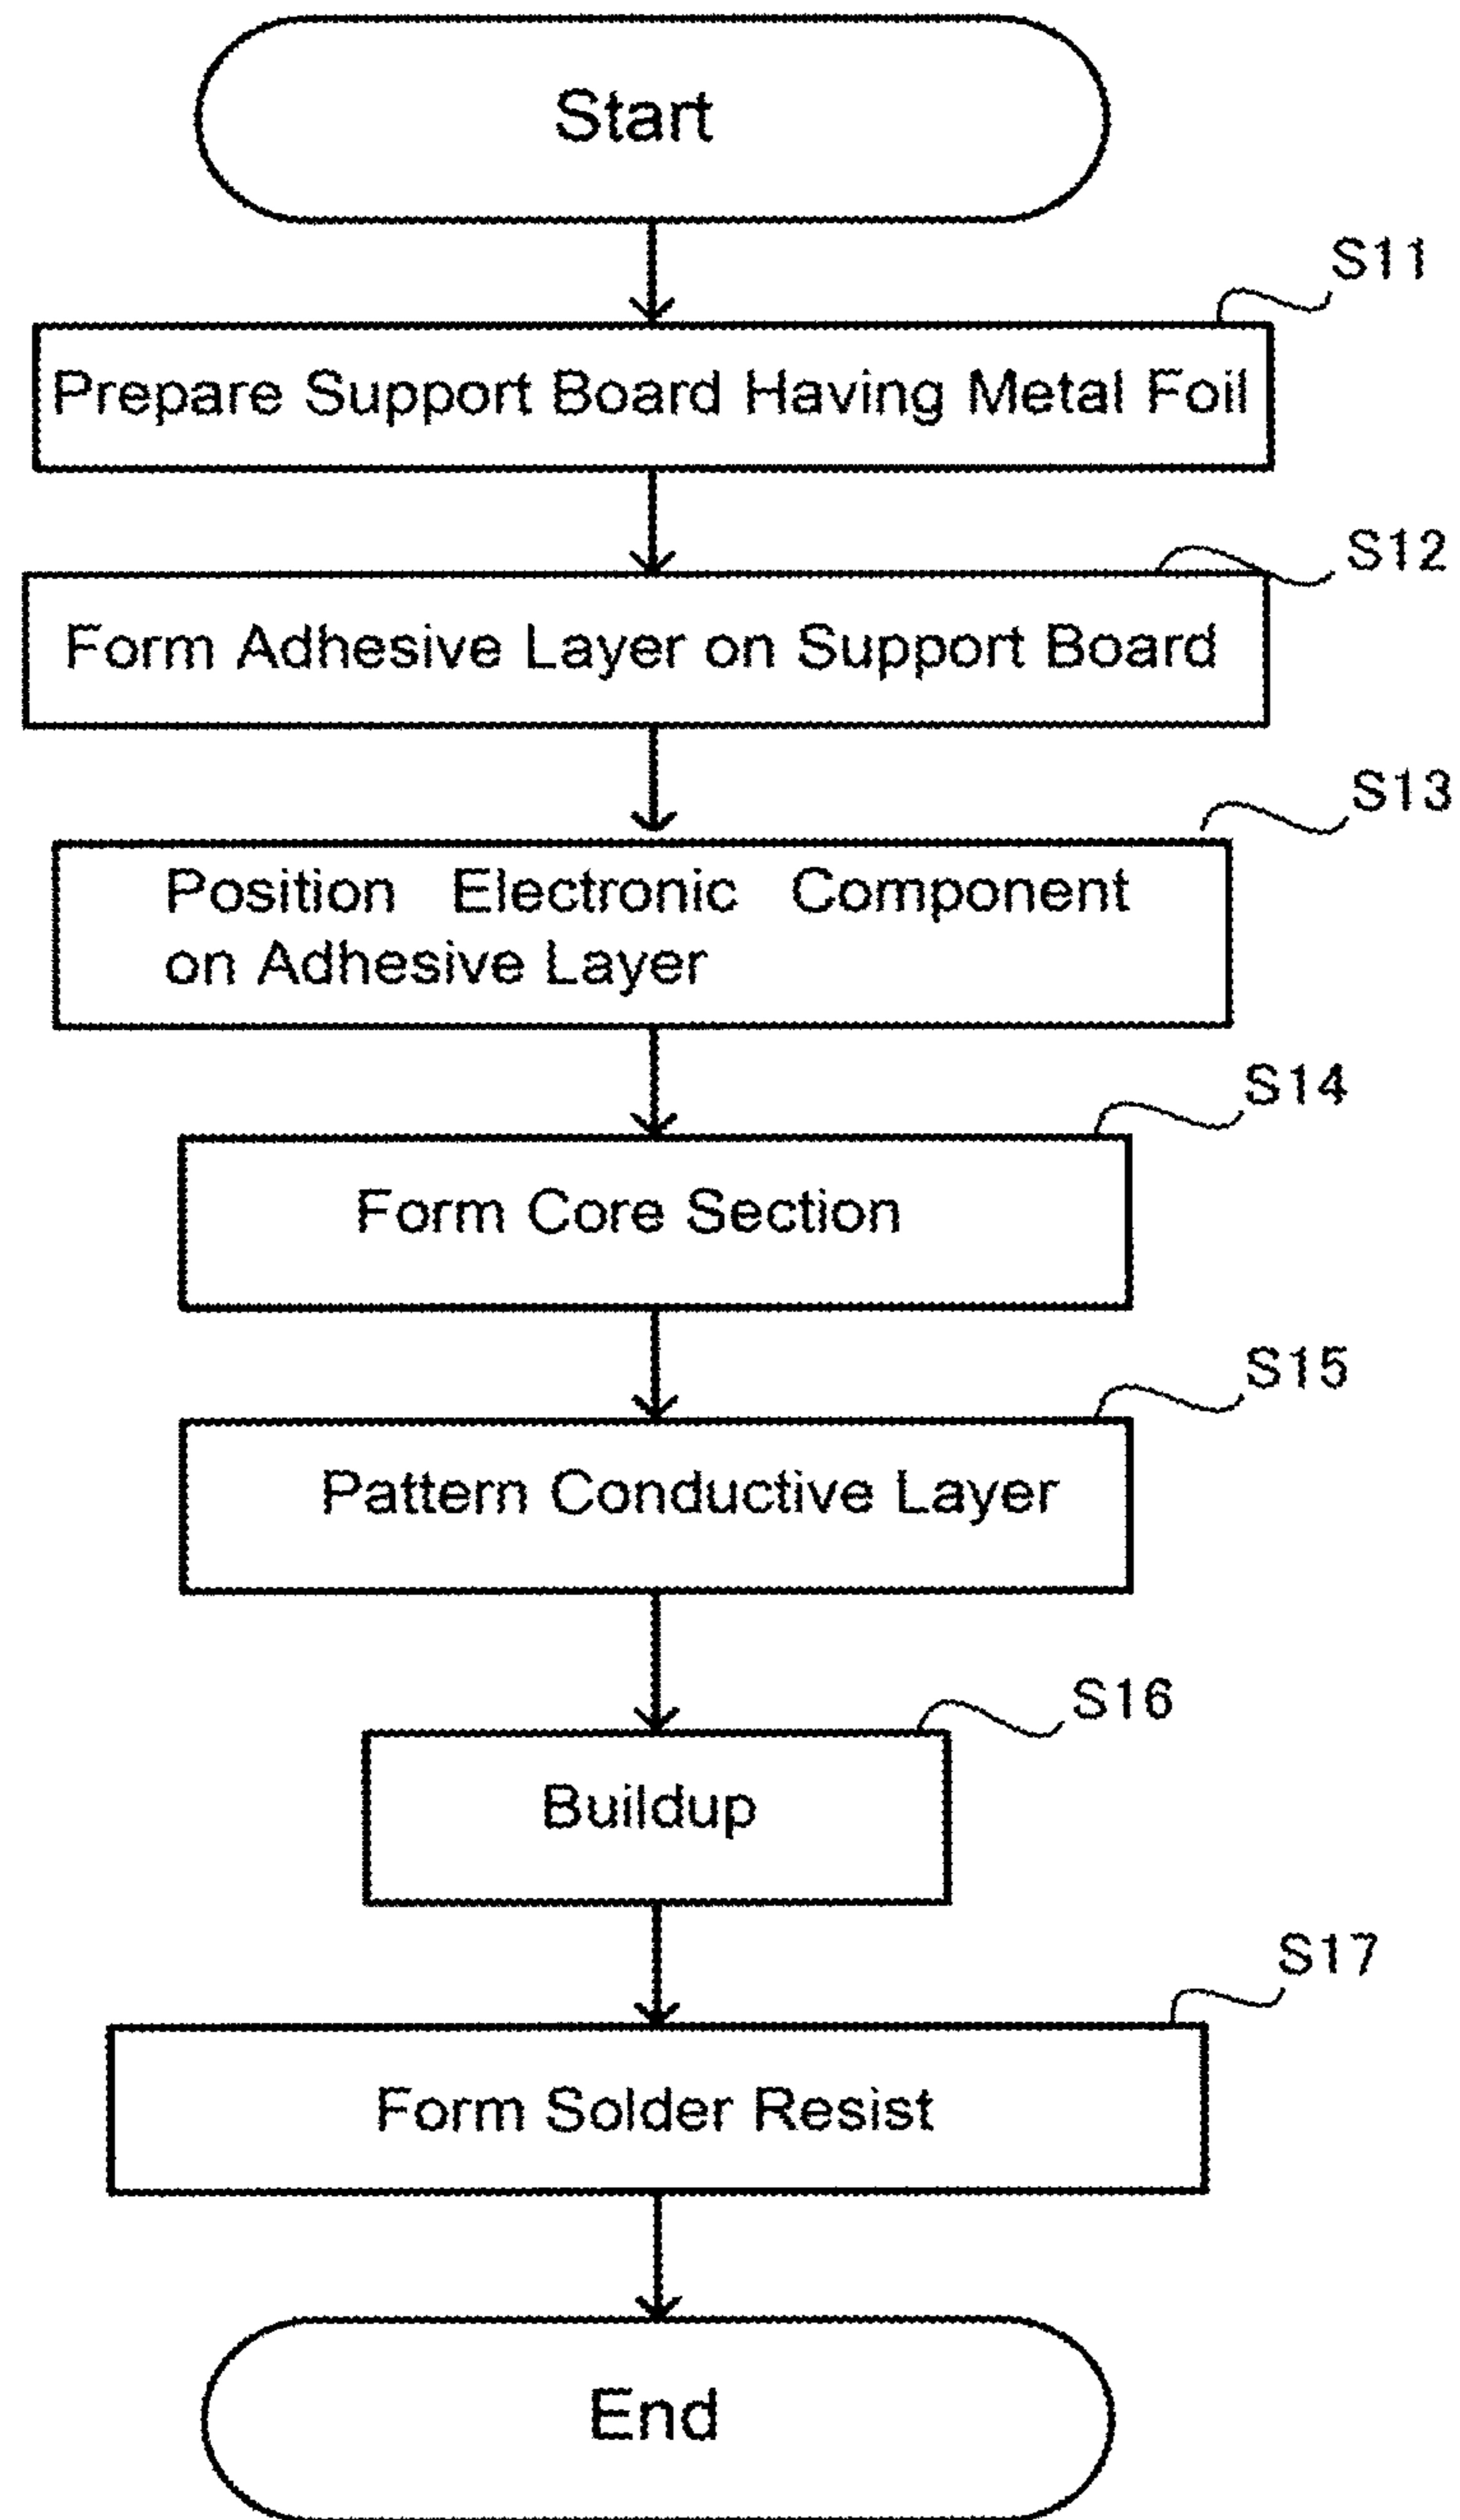 Start
S11
Prepare Support Board Having Metal Foil
S12
Form Adhesive Layer on Support Board
S13
Position Electronic Component
on Adhesive Layer
S14
Form Core Section
S15
Pattern Conductive Layer
S16
Buildup
S17
Form Solder Resist
End